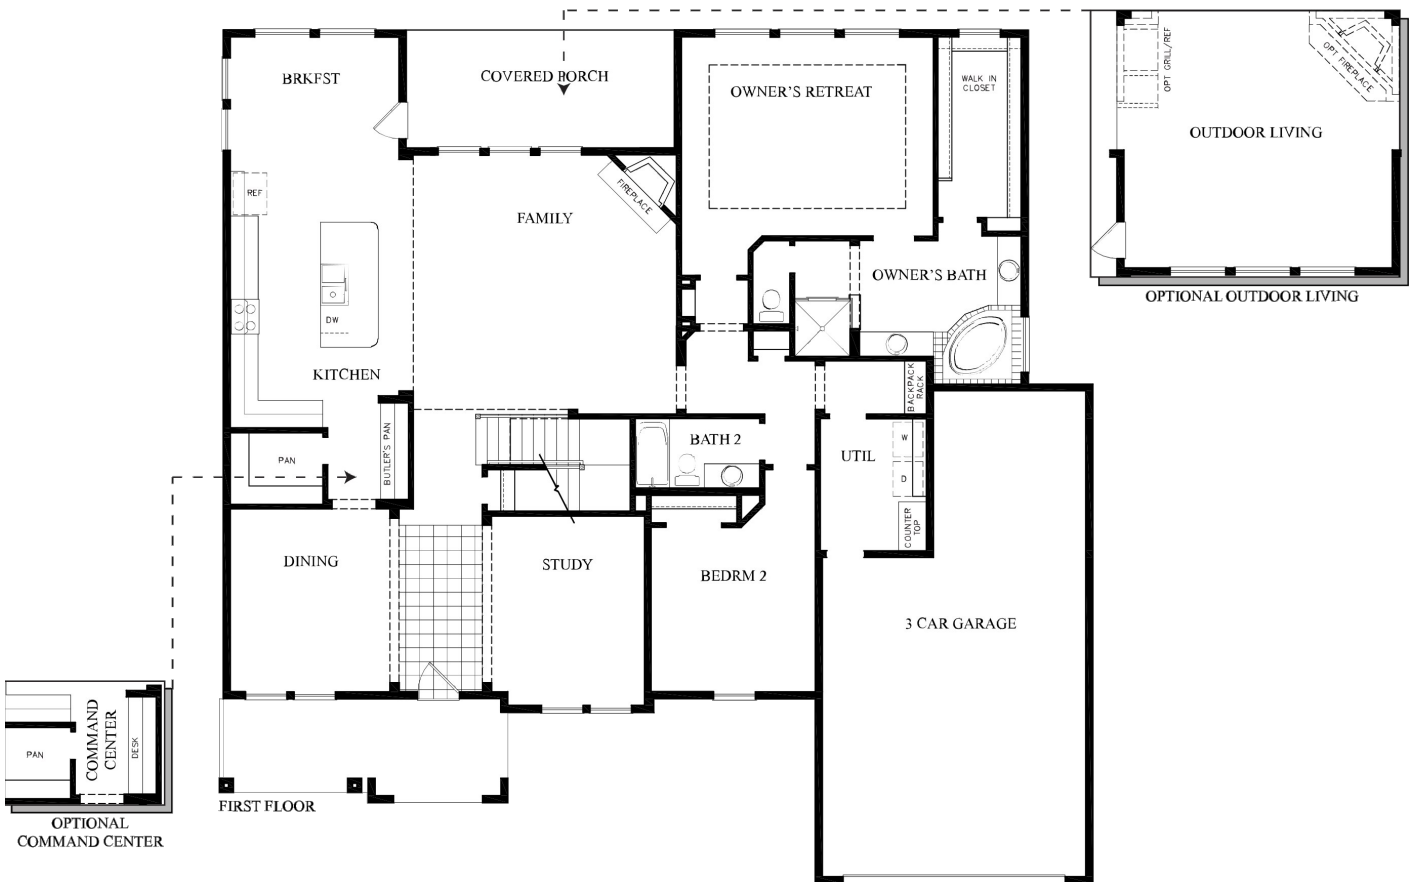 BRKFST
COVERED PORCH
OWNER'S RETREAT
WALK IN
CLOSET
OPT GRILL/REF
OPT FIREPLACE
OUTDOOR LIVING
OPTIONAL OUTDOOR LIVING
REF
FAMILY
FIREPLACE
OWNER'S BATH
DW
KITCHEN
BACKPACK
RACK
BUTLER'S PAN
PAN
BATH 2
UTIL
W
D
COUNTER
TOP
DINING
STUDY
BEDRM 2
3 CAR GARAGE
COMMAND
CENTER
PAN
DESK
FIRST FLOOR
OPTIONAL
COMMAND CENTER